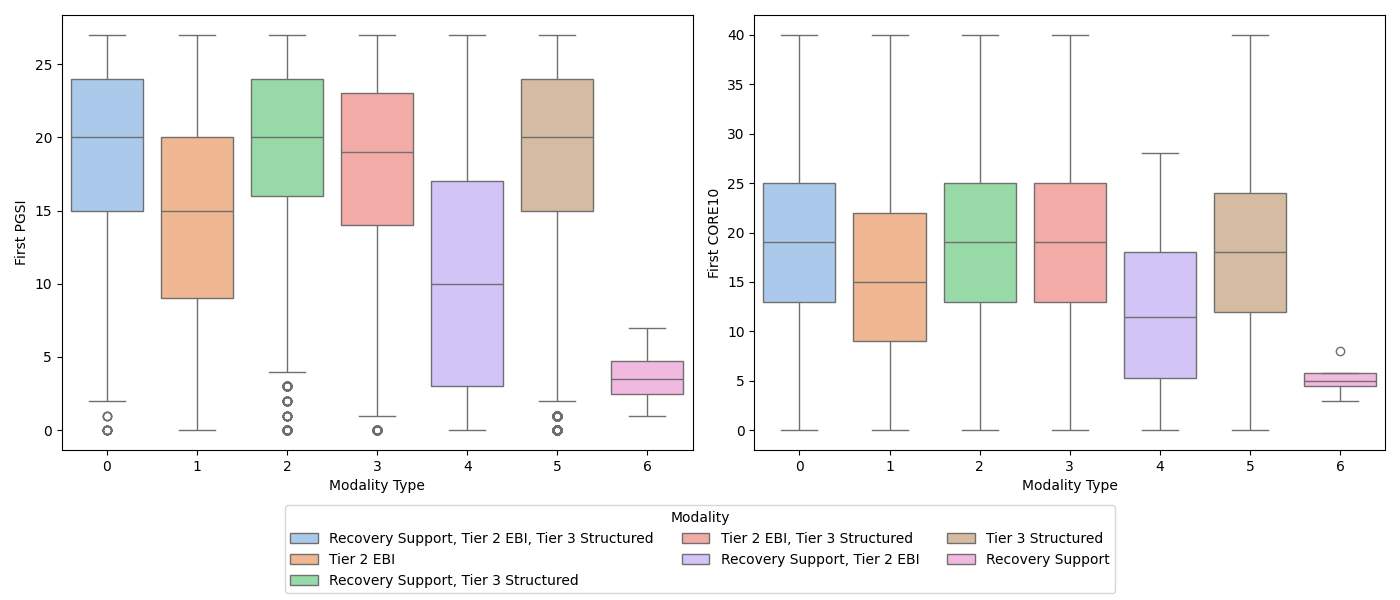 25
20
15
10
5
0
First PGSI
0 1 2 3 4 5 6
Modality Type
40
35
30
25
20
15
10
5
0
First CORE10
0 1 2 3 4 5 6
Modality Type
Modality
Recovery Support, Tier 2 EBI, Tier 3 Structured
Tier 2 EBI
Recovery Support, Tier 3 Structured
Tier 2 EBI, Tier 3 Structured
Recovery Support, Tier 2 EBI
Tier 3 Structured
Recovery Support